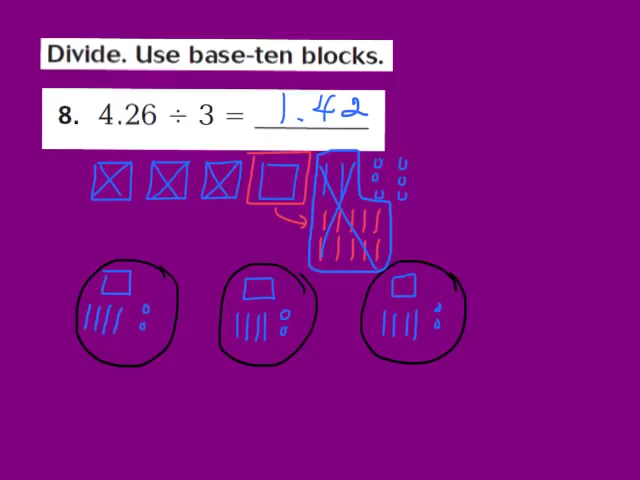 Divide. Use base-ten blocks.
8. 4.26 ÷ 3 = 1.42